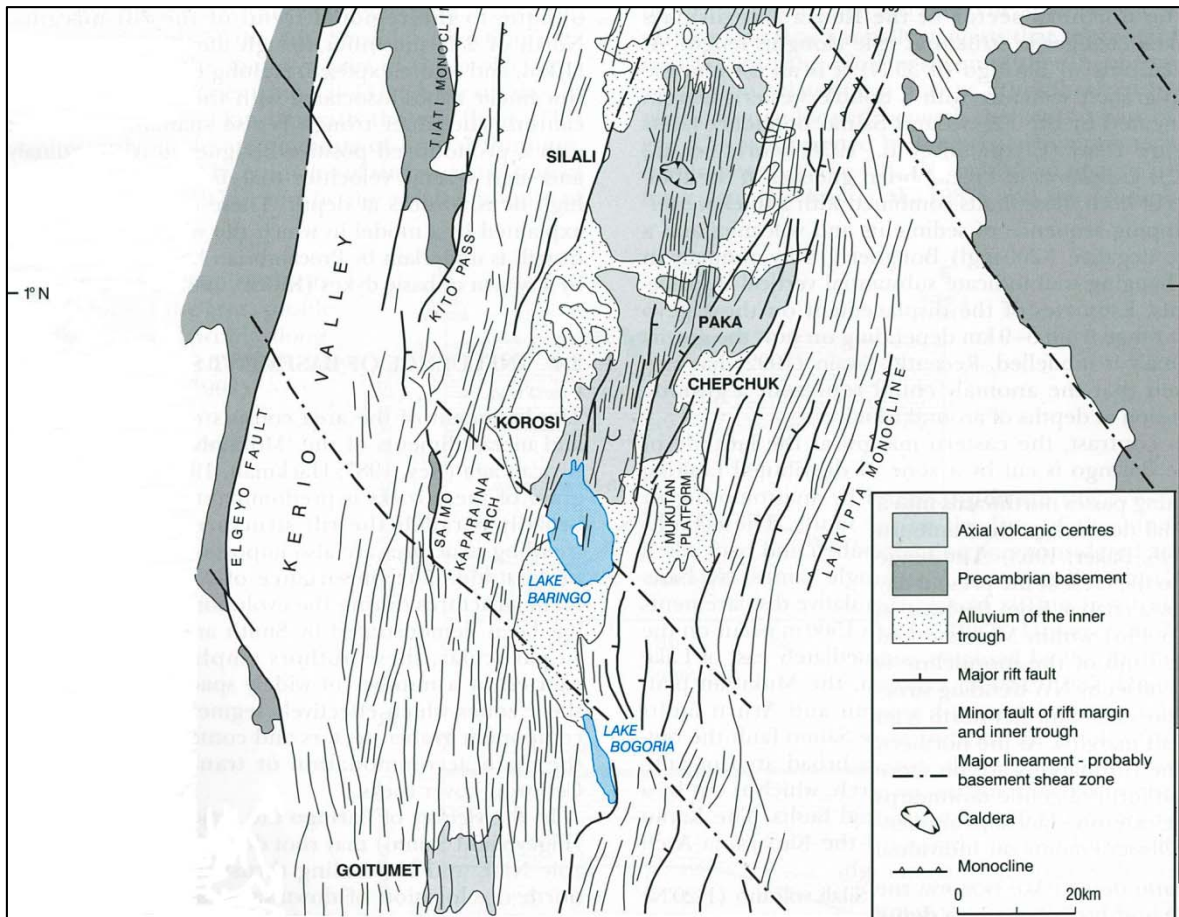 TIATI MONOCLIN
SILALI
KITO PASS
1° N
PAKA
CHEPCHUK
KERIO VALLEY
KOROSI
ELGEYO FAULT
SAIMO
KAPARAINA
ARCH
MUKUTAN
PLATFORM
LAIKIPIA MONOCLINE
LAKE
BARINGO
LAKE
BOGORIA
GOITUMET
Axial volcanic centres
Precambrian basement
Alluvium of the inner
trough
Major rift fault
Minor fault of rift margin
and inner trough
Major lineament - probably
basement shear zone
Caldera
Monocline
0 20km